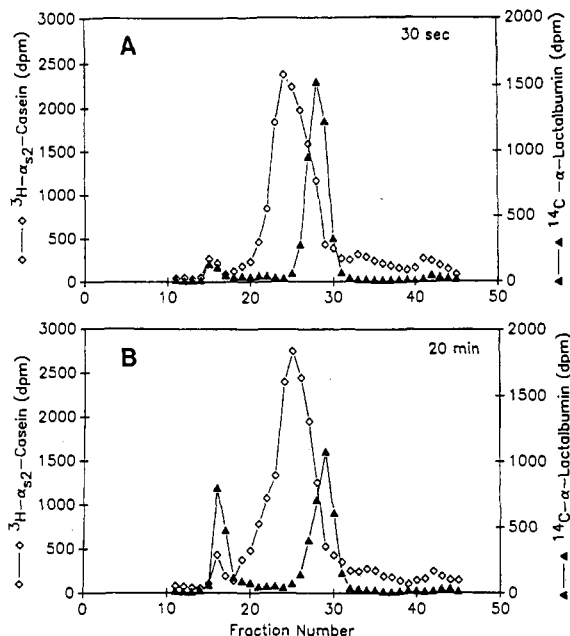 A
30 sec
◇—◇ ³H-αs2-Casein (dpm)
3000
2500
2000
1500
1000
500
0
2000
1500
1000
500
0
▲—▲ ¹⁴C-α-Lactalbumin (dpm)
0 10 20 30 40 50
B
20 min
◇—◇ ³H-αs2-Casein (dpm)
3000
2500
2000
1500
1000
500
0
2000
1500
1000
500
0
▲—▲ ¹⁴C-α-Lactalbumin (dpm)
0 10 20 30 40 50
Fraction Number